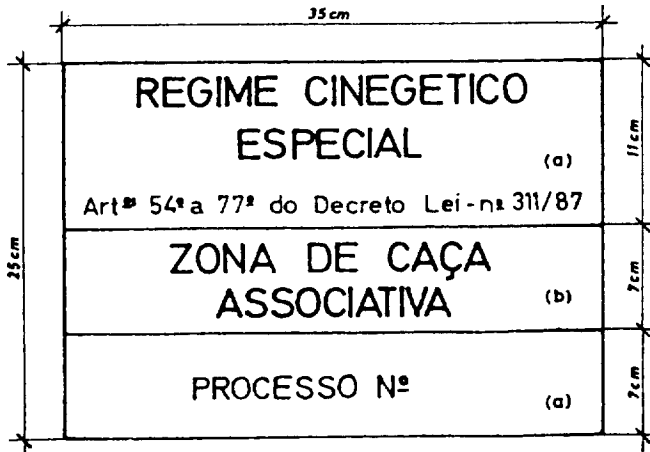 35cm
REGIME CINEGETICO
ESPECIAL
(a)
11cm
Artºˢ 54º a 77º do Decreto Lei-nº 311/87
25cm
ZONA DE CAÇA
ASSOCIATIVA
(b)
7cm
PROCESSO Nº
(a)
7cm